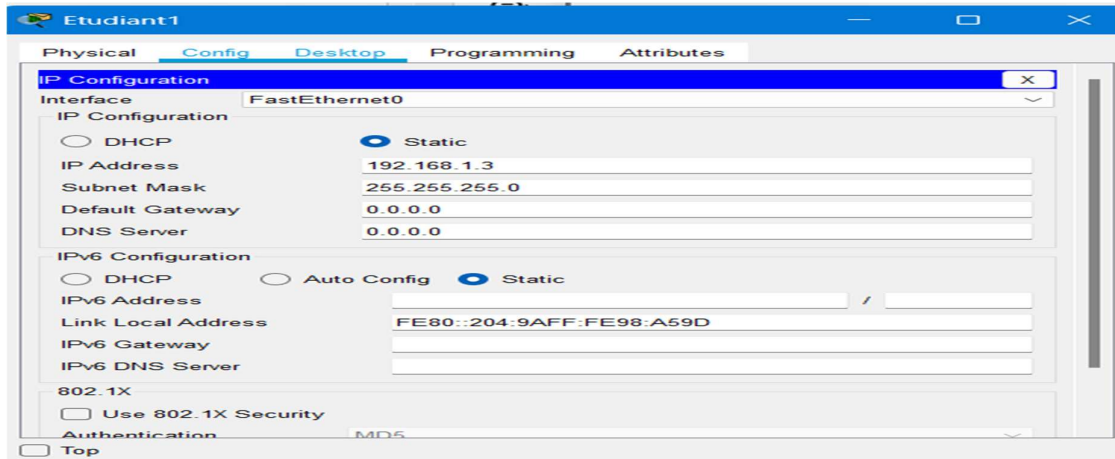 Etudiant1
Physical Config Desktop Programming Attributes
IP Configuration X
Interface FastEthernet0
IP Configuration
DHCP Static
IP Address 192.168.1.3
Subnet Mask 255.255.255.0
Default Gateway 0.0.0.0
DNS Server 0.0.0.0
IPv6 Configuration
DHCP Auto Config Static
IPv6 Address /
Link Local Address FE80::204:9AFF:FE98:A59D
IPv6 Gateway
IPv6 DNS Server
802.1X
Use 802.1X Security
Authentication MD5
Top